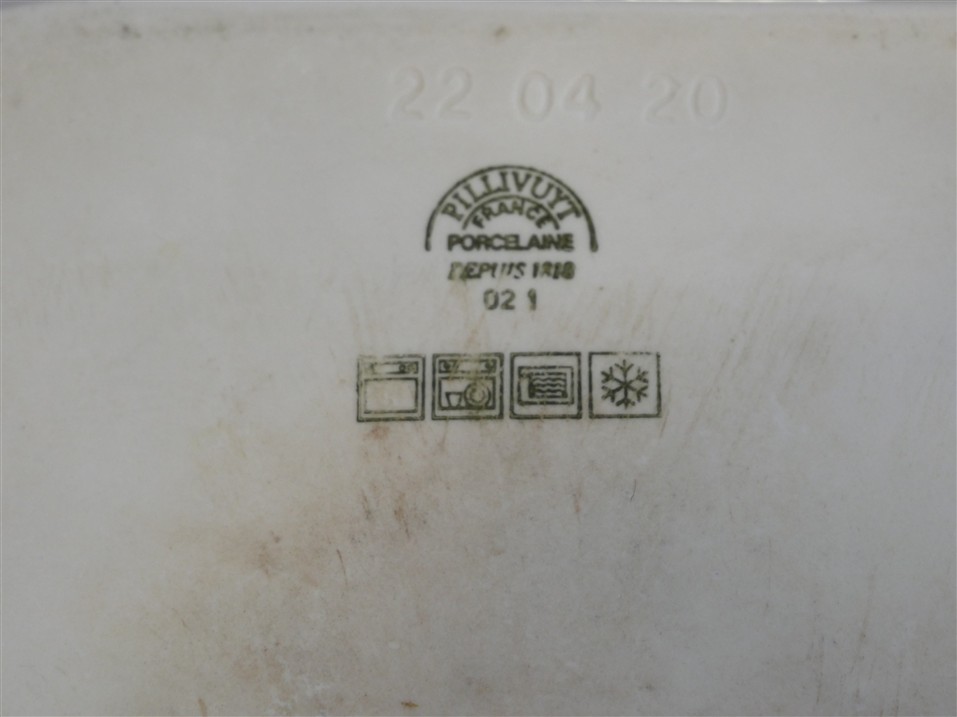 22 04 20
PILLIVUYT
FRANCE
PORCELAINE
DEPUIS 1818
02 1